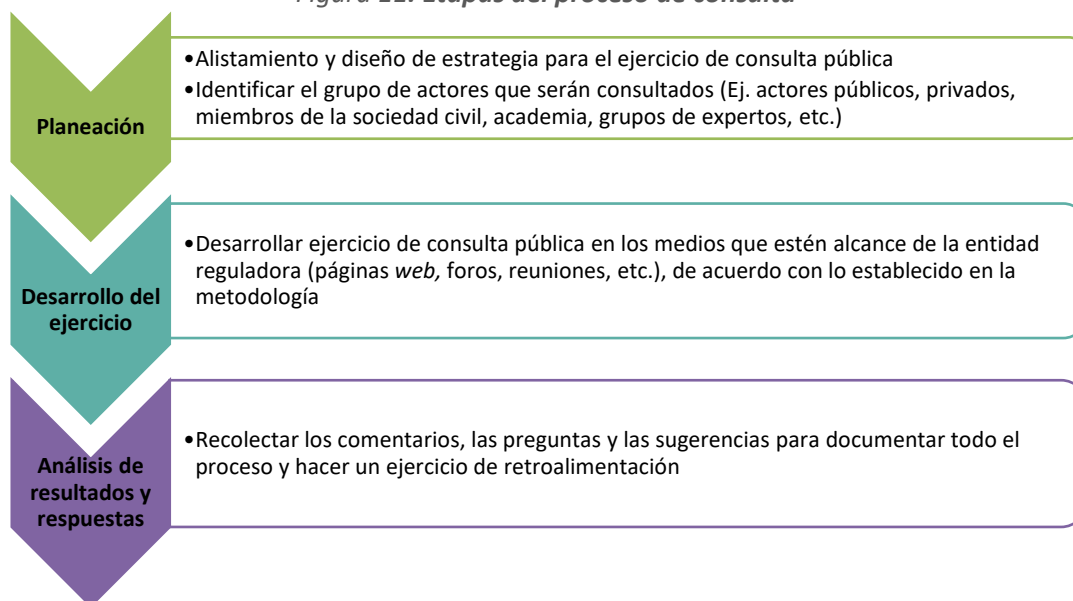 Figura 11. Etapas del proceso de consulta
•Alistamiento y diseño de estrategia para el ejercicio de consulta pública
•Identificar el grupo de actores que serán consultados (Ej. actores públicos, privados,
miembros de la sociedad civil, academia, grupos de expertos, etc.)
Planeación
•Desarrollar ejercicio de consulta pública en los medios que estén alcance de la entidad
reguladora (páginas web, foros, reuniones, etc.), de acuerdo con lo establecido en la
metodología
Desarrollo del
ejercicio
•Recolectar los comentarios, las preguntas y las sugerencias para documentar todo el
proceso y hacer un ejercicio de retroalimentación
Análisis de
resultados y
respuestas